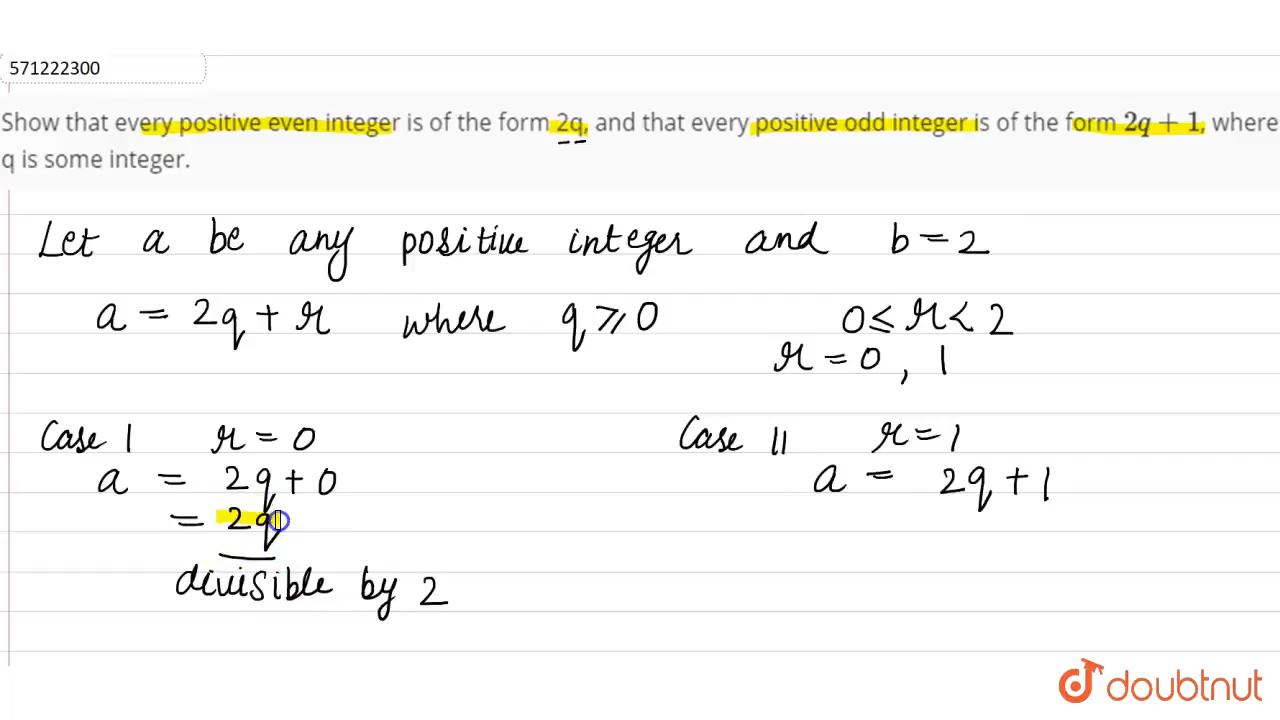 571222300
Show that every positive even integer is of the form 2q, and that every positive odd integer is of the form 2q + 1, where
q is some integer.
Let a be any positive integer and b = 2
a = 2q + r where q ⩾ 0 0 ≤ r < 2
r = 0 , 1
Case I r = 0 Case II r = 1
a = 2q + 0 a = 2q + 1
= 2q
divisible by 2
doubtnut